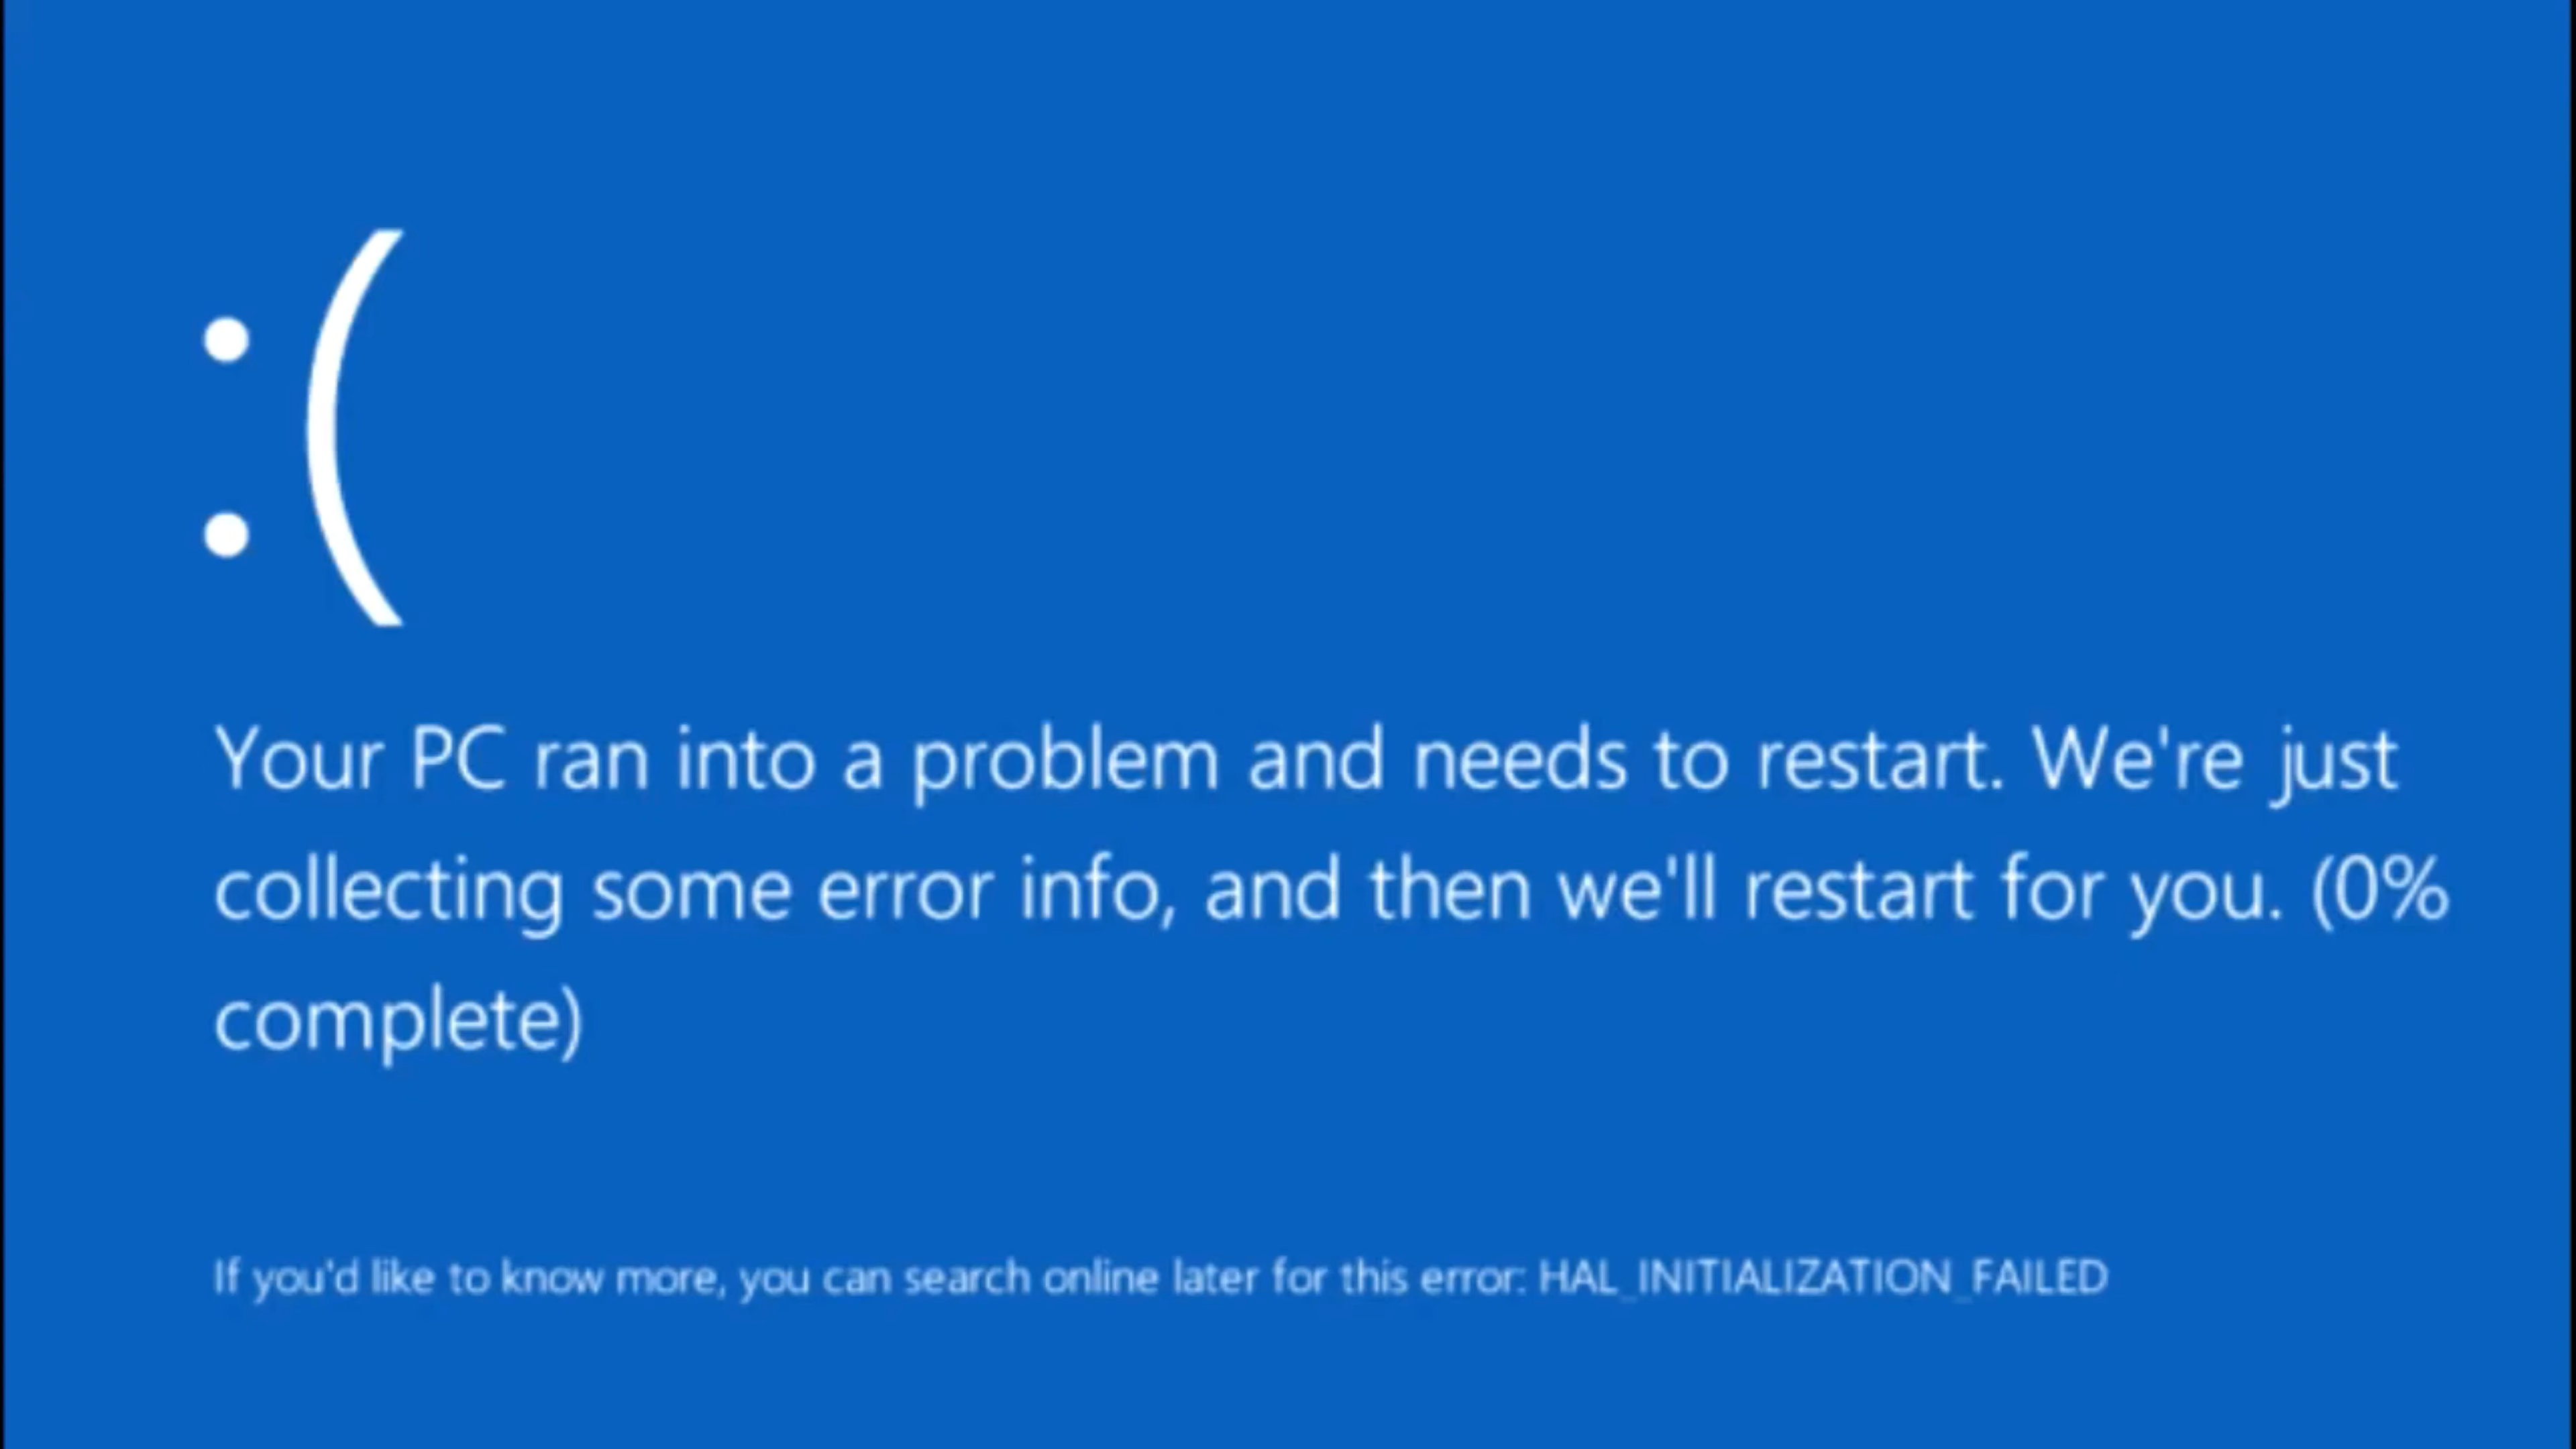 :(
Your PC ran into a problem and needs to restart. We're just
collecting some error info, and then we'll restart for you. (0%
complete)
If you'd like to know more, you can search online later for this error: HAL_INITIALIZATION_FAILED